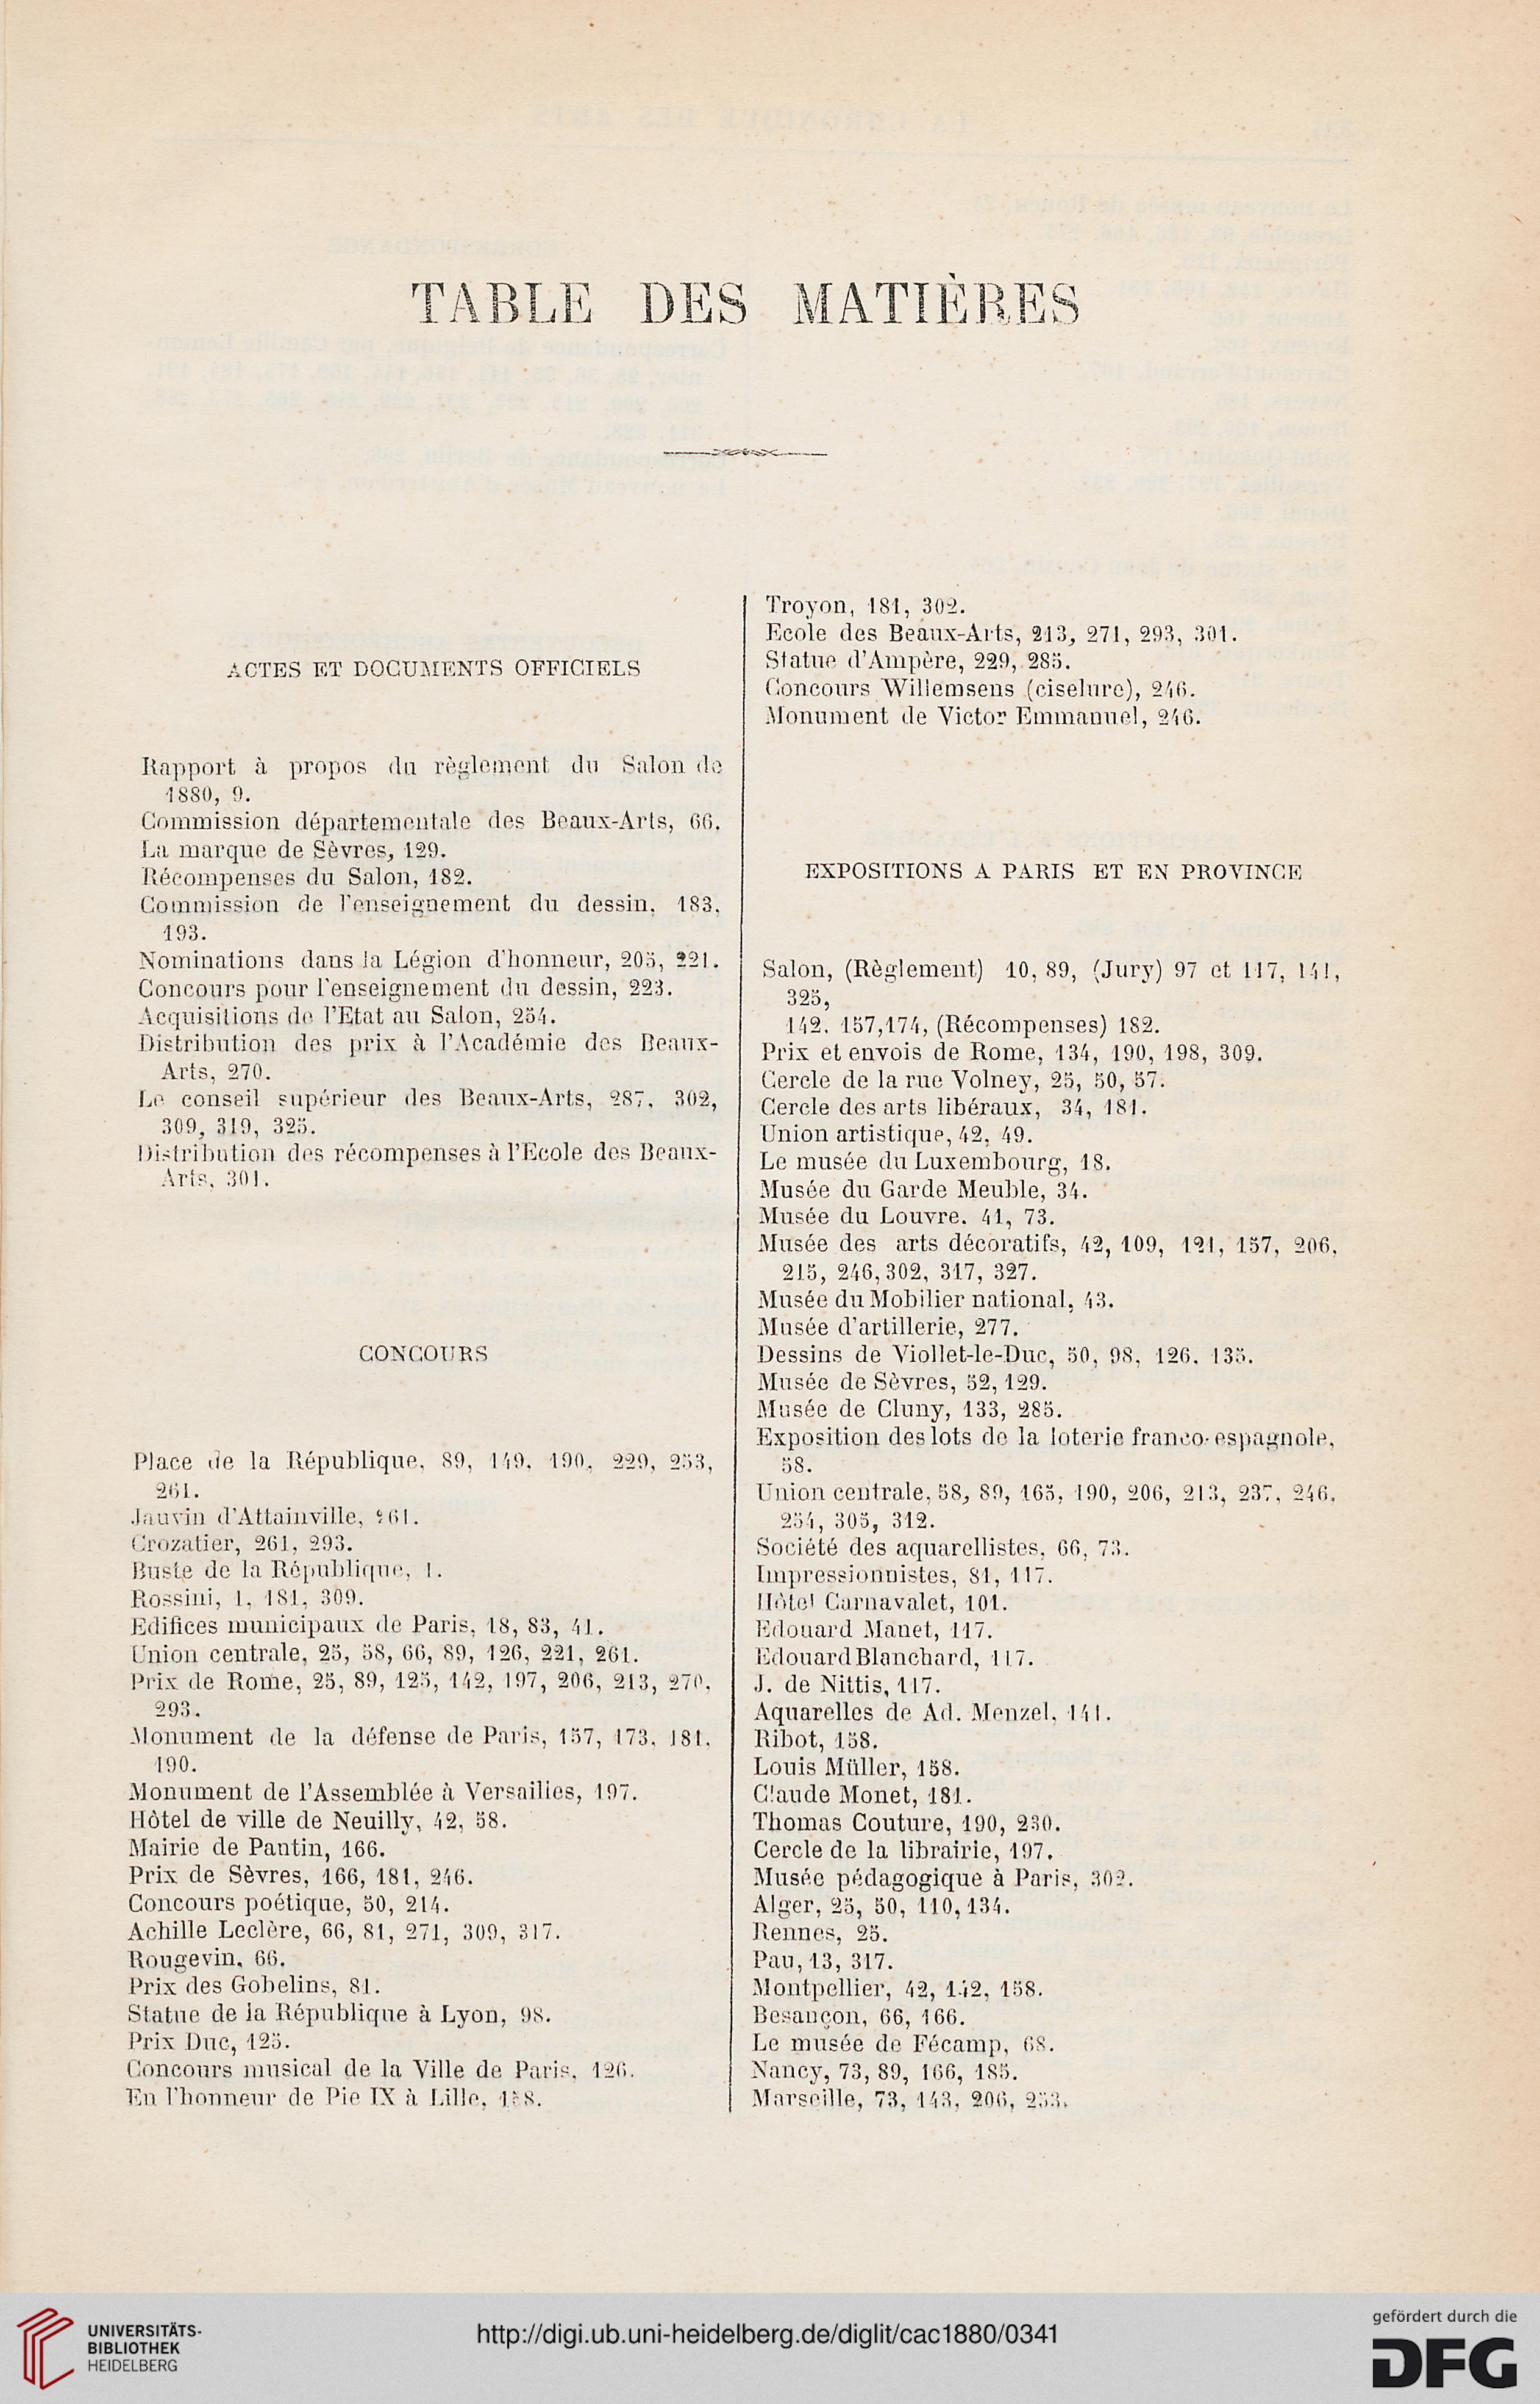 TABLE DES MATIÈRES
ACTES ET DOCUMENTS OFFICIELS
Rapport à propos du règlement du Salon de
1880, 9.
Commission départementale des Beaux-Arts, 66.
La marque de Sèvres, 129.
Récompenses du Salon, 182.
Commission de l'enseignement du dessin, 183,
193.
Nominations dans la Légion d'honneur, 205, 221.
Concours pour l'enseignement du dessin, 223.
Acquisitions de l'Etat au Salon, 254.
Distribution des prix à l'Académie des Beaux-
Arts, 270.
Le conseil supérieur des Beaux-Arts, 287, 302,
309, 319, 325.
Distribution des récompenses à l'Ecole des Beaux-
Arts, 301.
CONCOURS
Place de la République, 89, 149, 190, 229, 253,
261.
Jauvin d'Attainville, 261.
Crozatier, 261, 293.
Buste de la République, 1.
Rossini, 1, 181, 309.
Edifices municipaux de Paris, 18, 83, 41.
Union centrale, 25, 58, 66, 89, 126, 221, 261.
Prix de Rome, 25, 89, 125, 142, 197, 206, 213, 270,
293.
Monument de la défense de Paris, 157, 173, 181,
190.
Monument de l'Assemblée à Versailles, 197.
Hôtel de ville de Neuilly, 42, 58.
Mairie de Pantin, 166.
Prix de Sèvres, 166, 181, 246.
Concours poétique, 50, 214.
Achille Leclère, 66, 81, 271, 309, 317.
Rougevin, 66.
Prix des Gobelins, 81.
Statue de la République à Lyon, 98.
Prix Duc, 125.
Concours musical de la Ville de Paris, 126.
En l'honneur de Pie IX à Lille,
Troyon, 181, 302.
Ecole des Beaux-Arts, 213, 271, 293, 301.
Statue d'Ampère, 229, 285.
Concours Willemsens (ciselure), 246.
Monument de Victor Emmanuel, 246.
EXPOSITIONS A PARIS ET EN PROVINCE
Salon, (Règlement) 10, 89, (Jury) 97 et 117, 141,
325,
142. 157,174, (Récompenses) 182.
Prix et envois de Rome, 134, 190, 198, 309.
Cercle de la rue Volney, 25, 50, 57.
Cercle des arts libéraux, 34, 181.
Union artistique, 42, 49.
Le musée du Luxembourg, 18.
Musée du Garde Meuble, 34.
Musée du Louvre. 41, 73.
Musée des arts décoratifs, 42, 109, 121, 157, 206,
215, 246, 302, 317, 327.
Musée du Mobilier national, 43.
Musée d'artillerie, 277.
Dessins de Viollet-le-Duc, 50, 98, 126. 135.
Musée de Sèvres, 52, 129.
Musée de Cluny, 133, 285.
Exposition des lots de la loterie franco-espagnole,
58.
Union centrale, 58, 89, 165, 190, 206, 213, 237, 246,
254, 305, 312.
Société des aquarellistes, 66, 73.
Impressionnistes, 81, 117.
Hôtel Carnavalet, 101.
Edouard Manet, 117.
Edouard Blanchard, 117.
J. de Nittis, 117.
Aquarelles de Ad. Menzel, 141.
Ribot, 158.
Louis Müller, 158.
Claude Monet, 181.
Thomas Couture, 190, 230.
Cercle de la librairie, 197.
Musée pédagogique à Paris, 302.
Alger, 25, 50, 110, 134.
Rennes, 25.
Pau, 13, 317.
Montpellier, 42, 142, 158.
Besançon, 66, 166.
Le musée de Fécamp, 68.
Nancy, 73, 89, 166, 185.
Marseille, 73, 143, 206, 253.
UNIVERSITÄTS-
BIBLIOTHEK
HEIDELBERG
http://digi.ub.uni-heidelberg.de/diglit/cac1880/0341
gefördert durch die
DFG